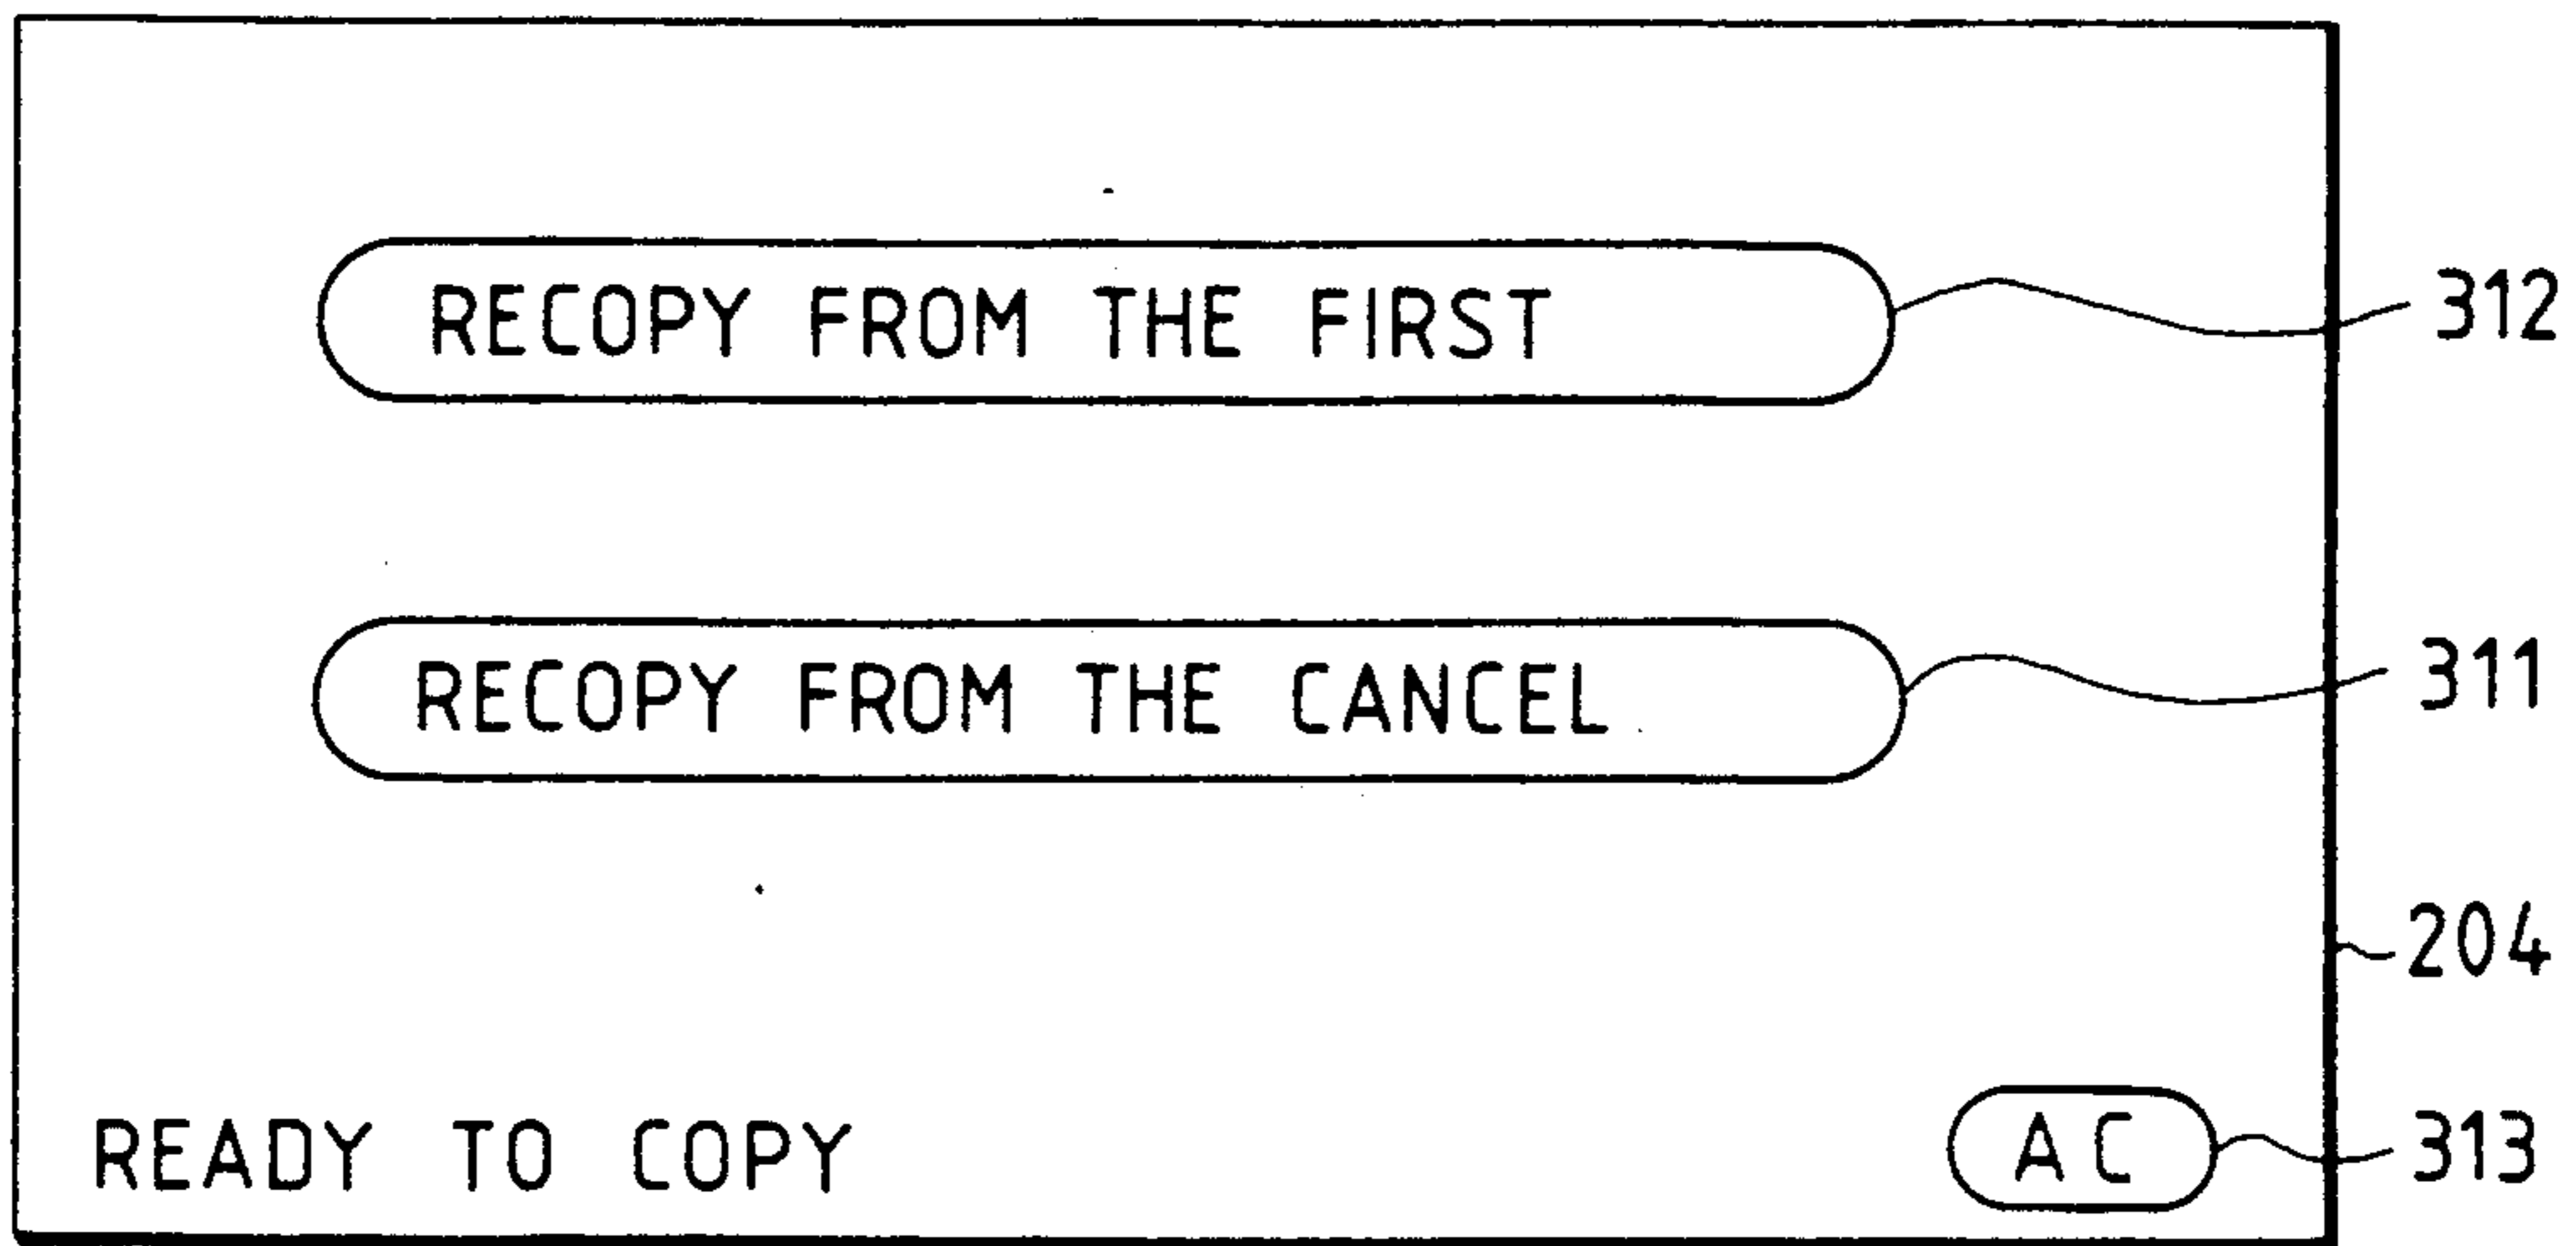 RECOPY FROM THE FIRST 312
RECOPY FROM THE CANCEL 311
204
READY TO COPY AC 313